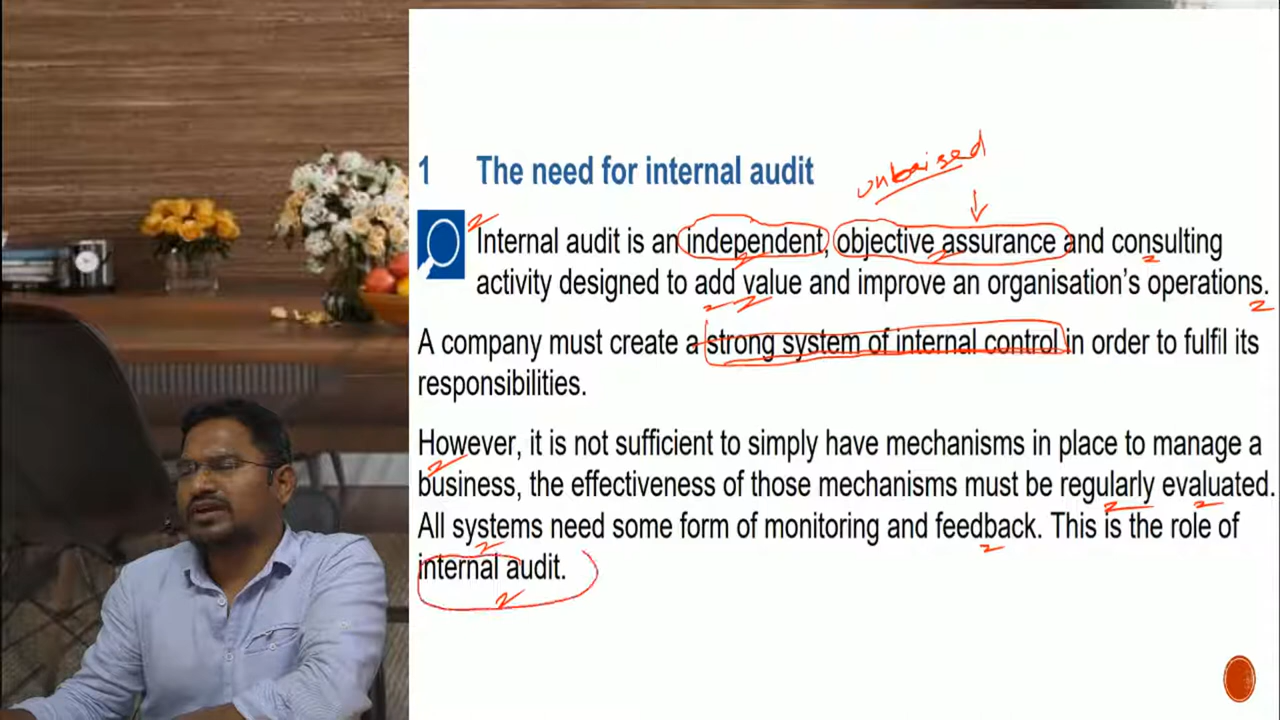 1 The need for internal audit
unbaised
Internal audit is an independent, objective assurance and consulting
activity designed to add value and improve an organisation's operations.
A company must create a strong system of internal control in order to fulfil its
responsibilities.
However, it is not sufficient to simply have mechanisms in place to manage a
business, the effectiveness of those mechanisms must be regularly evaluated.
All systems need some form of monitoring and feedback. This is the role of
internal audit.